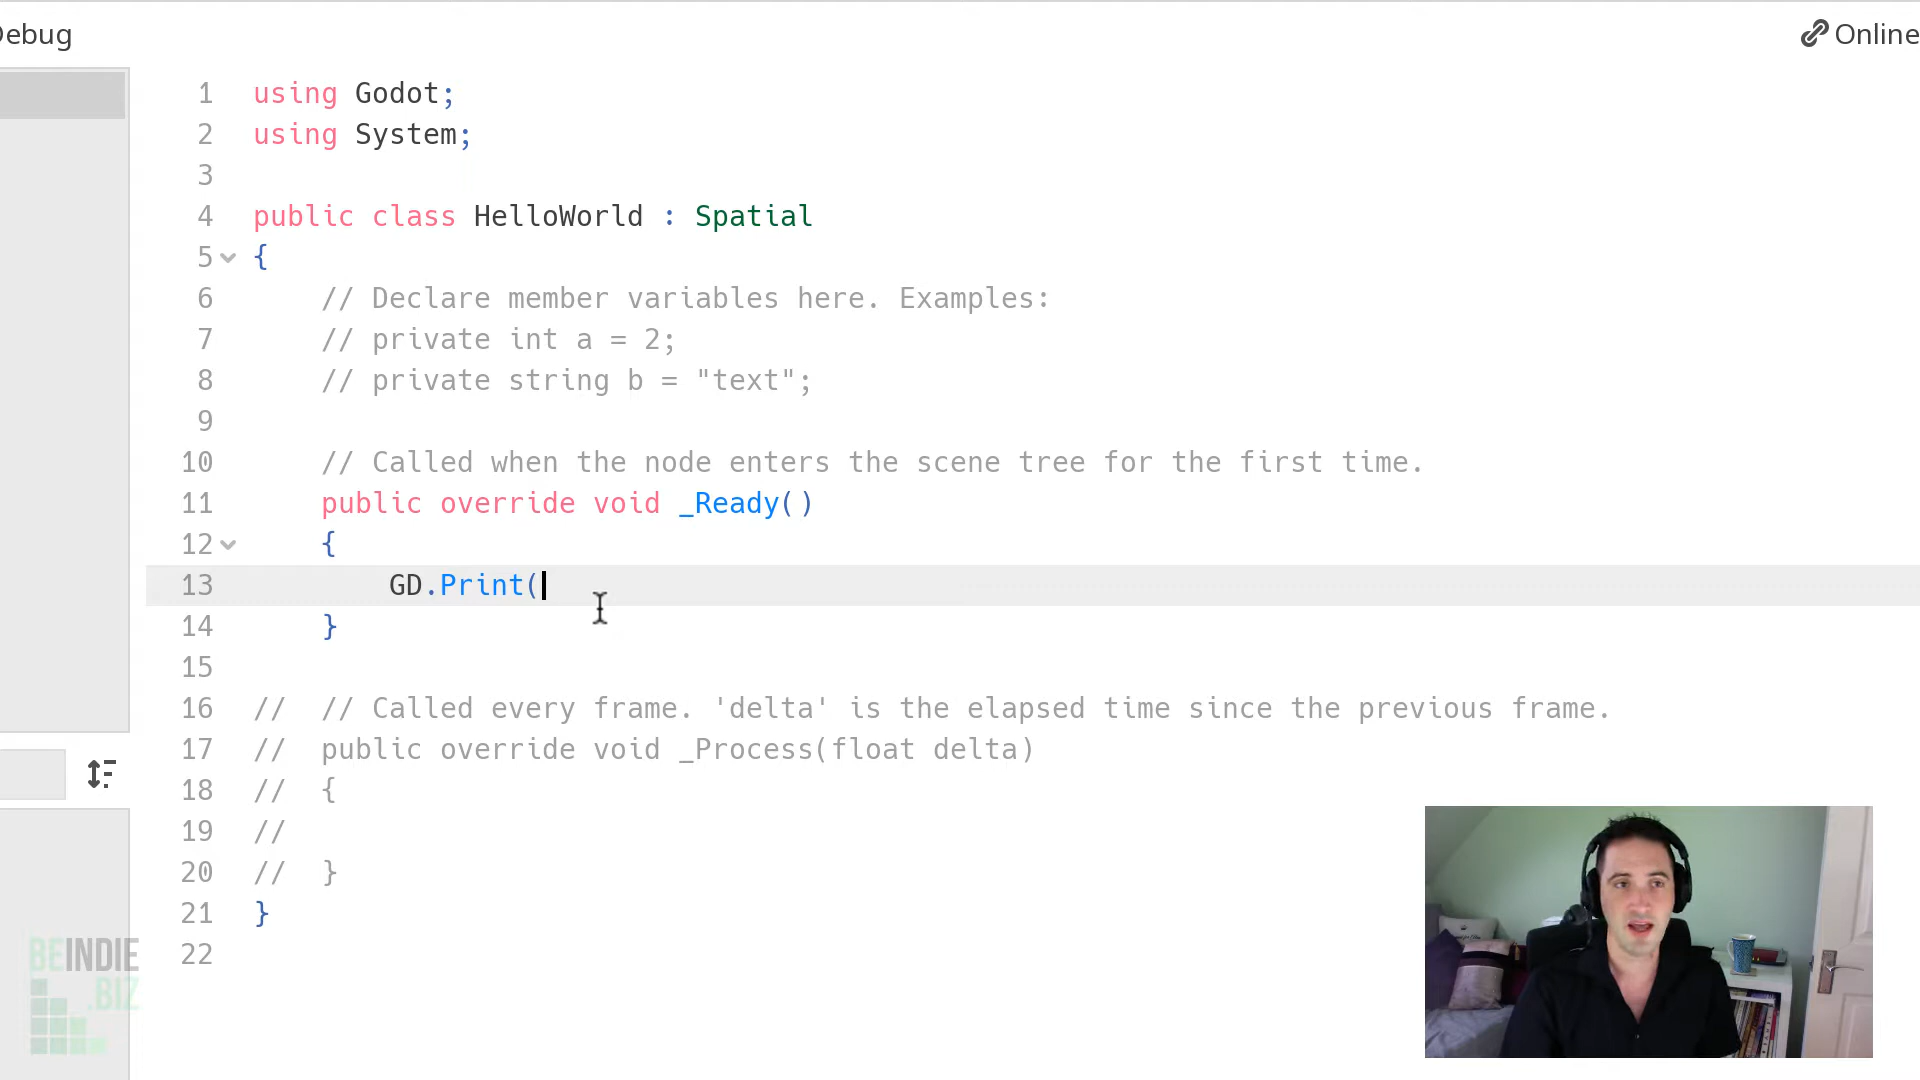 Debug
Online
1 using Godot;
2 using System;
3
4 public class HelloWorld : Spatial
5 {
6 // Declare member variables here. Examples:
7 // private int a = 2;
8 // private string b = "text";
9
10 // Called when the node enters the scene tree for the first time.
11 public override void _Ready()
12 {
13 GD.Print(
14 }
15
16 // // Called every frame. 'delta' is the elapsed time since the previous frame.
17 // public override void _Process(float delta)
18 // {
19 //
20 // }
21 }
22
BEINDIE
.BIZ